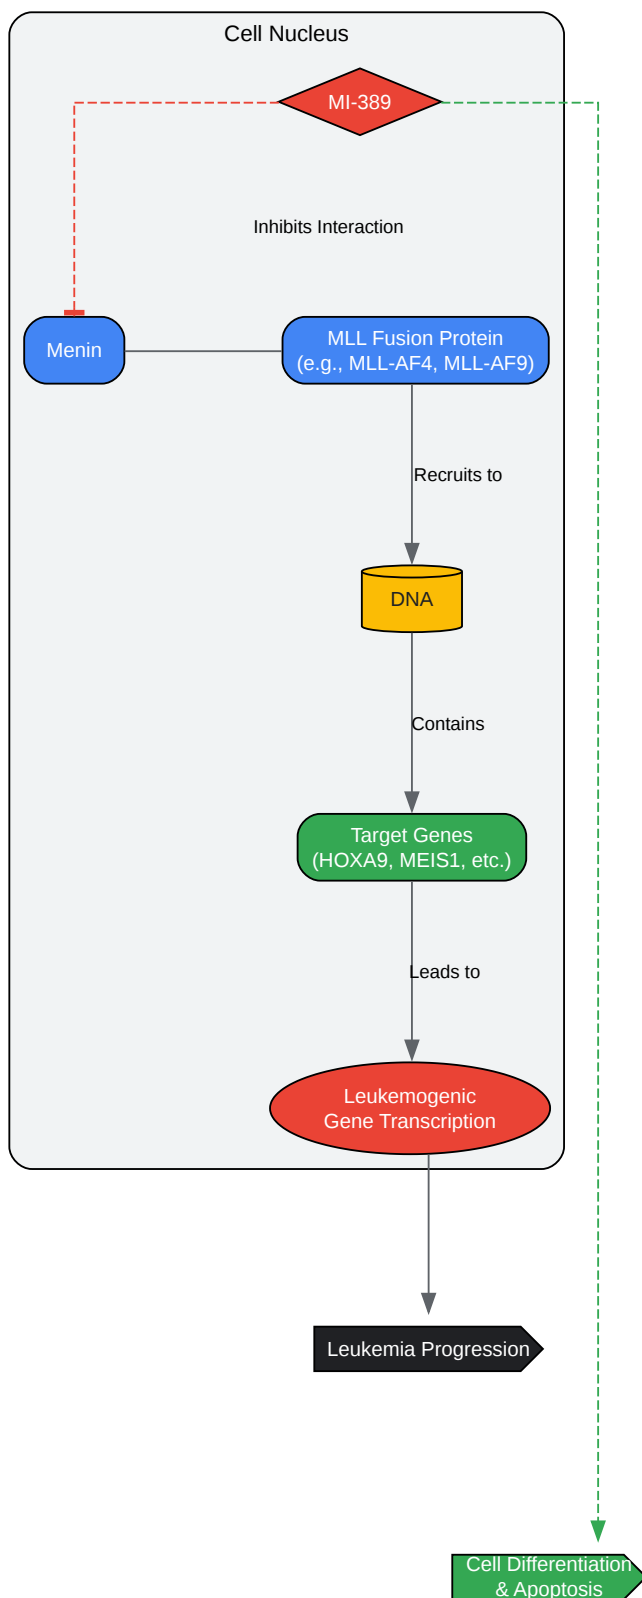 Cell Nucleus
MI-389
Inhibits Interaction
Menin
MLL Fusion Protein
(e.g., MLL-AF4, MLL-AF9)
Recruits to
DNA
Contains
Target Genes
(HOXA9, MEIS1, etc.)
Leads to
Leukemogenic
Gene Transcription
Leukemia Progression
Cell Differentiation
& Apoptosis